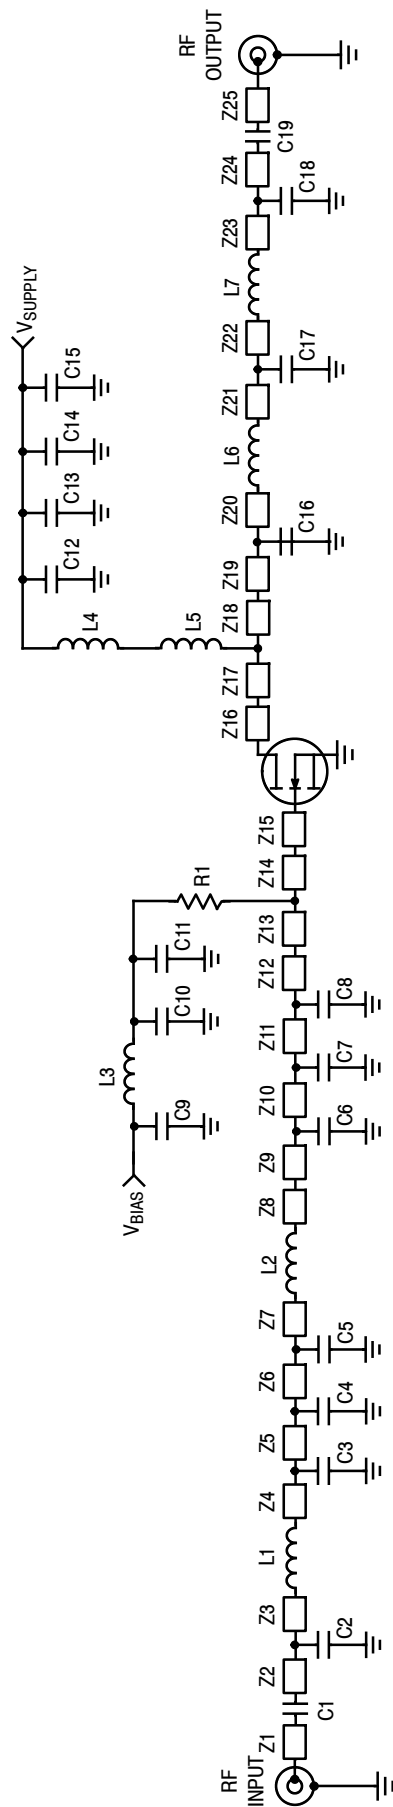 RF
INPUT
Z1
C1
Z2
C2
Z3
L1
Z4
C3
Z5
C4
Z6
C5
Z7
L2
Z8
Z9
C6
Z10
C7
Z11
C8
Z12
Z13
VBIAS
C9
L3
C10
C11
R1
Z14
Z15
Z16
Z17
L5
L4
C12
C13
C14
C15
VSUPPLY
Z18
Z19
C16
Z20
L6
Z21
C17
Z22
L7
Z23
C18
Z24
C19
Z25
RF
OUTPUT